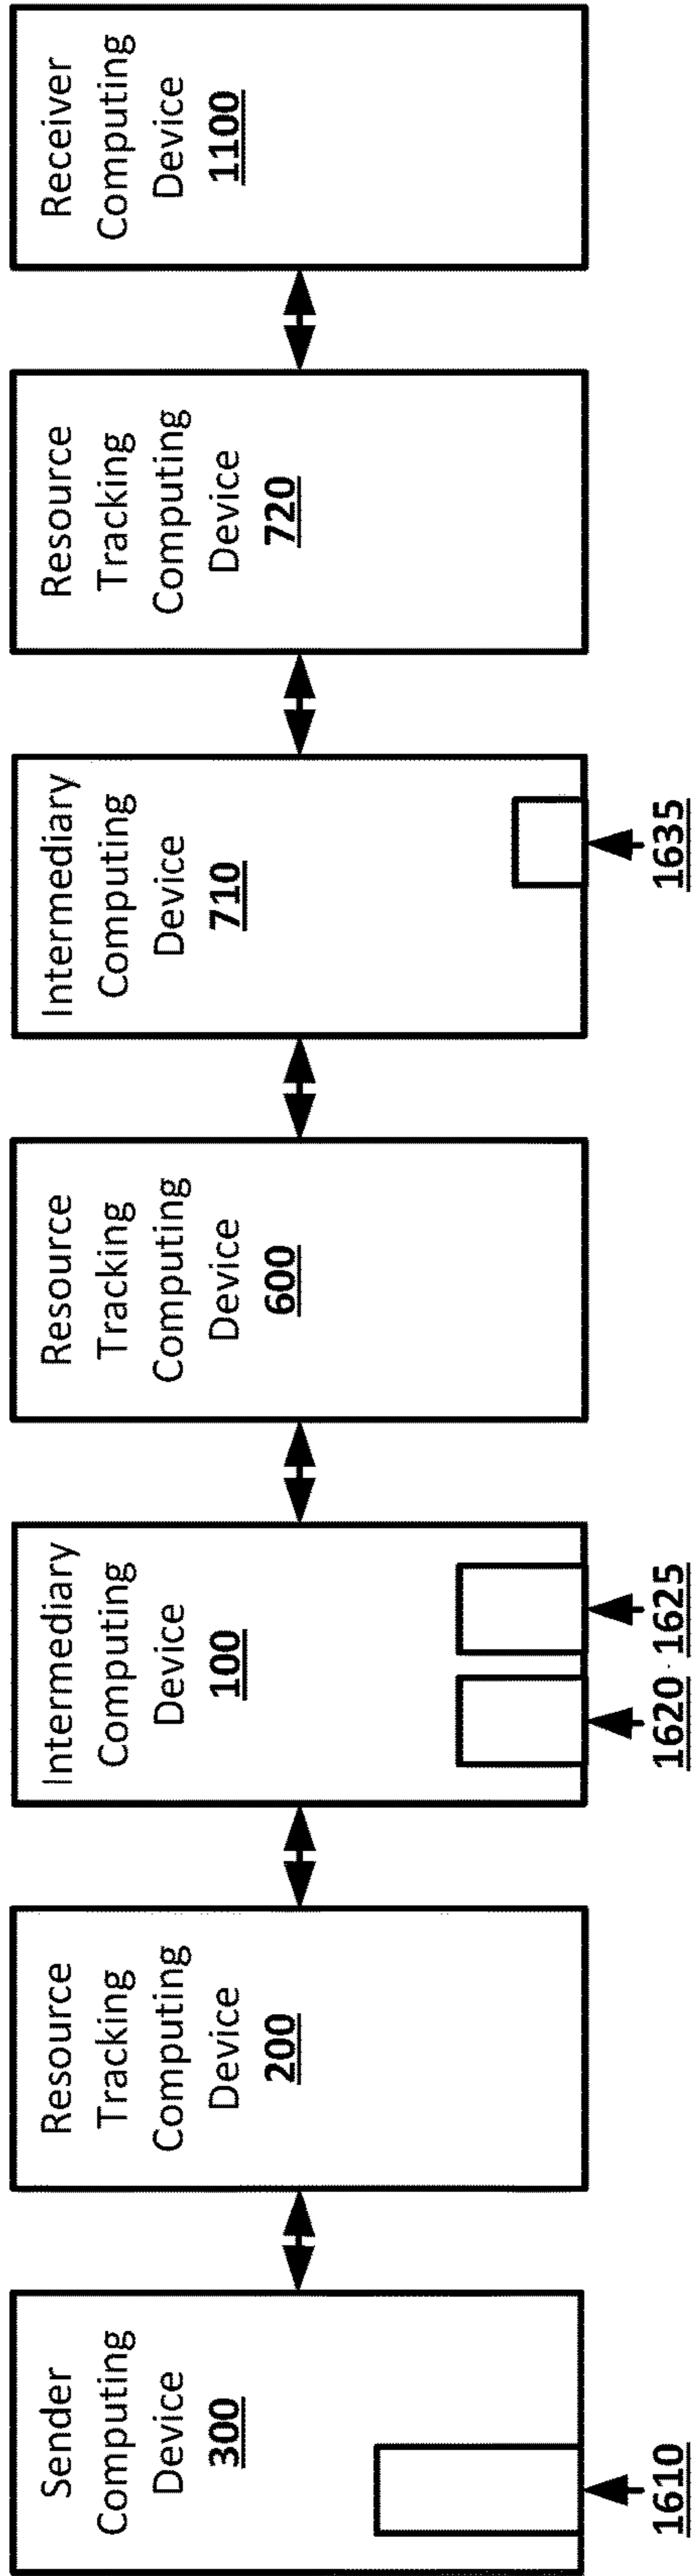 Sender
Computing
Device
300
1610
Resource
Tracking
Computing
Device
200
Intermediary
Computing
Device
100
1620
1625
Resource
Tracking
Computing
Device
600
Intermediary
Computing
Device
710
1635
Resource
Tracking
Computing
Device
720
Receiver
Computing
Device
1100